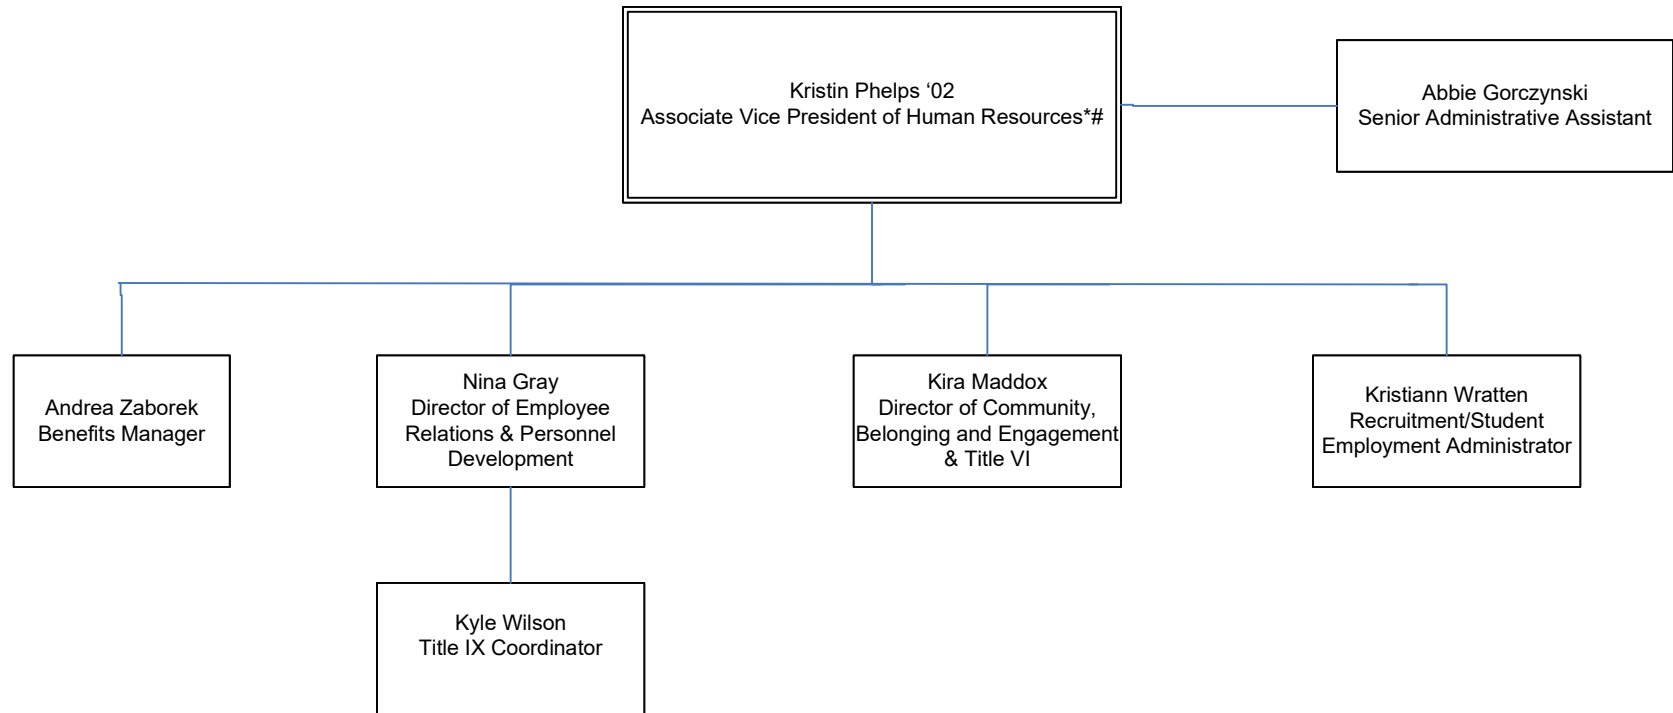 Kristin Phelps ‘02
Associate Vice President of Human Resources*#
Abbie Gorczynski
Senior Administrative Assistant
Andrea Zaborek
Benefits Manager
Nina Gray
Director of Employee
Relations & Personnel
Development
Kira Maddox
Director of Community,
Belonging and Engagement
& Title VI
Kristiann Wratten
Recruitment/Student
Employment Administrator
Kyle Wilson
Title IX Coordinator